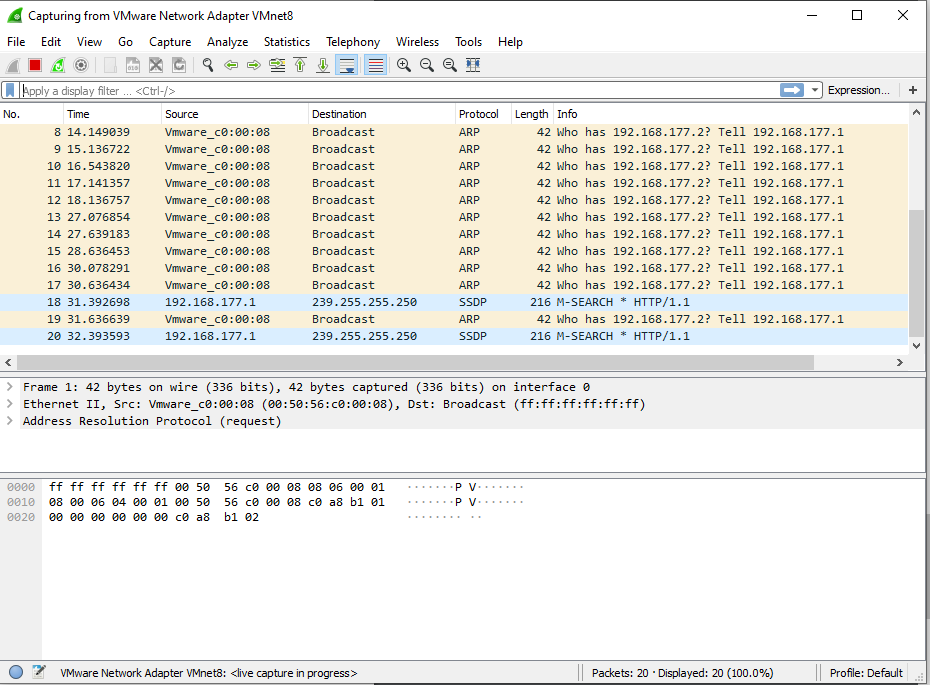 Capturing from VMware Network Adapter VMnet8
File Edit View Go Capture Analyze Statistics Telephony Wireless Tools Help
Apply a display filter ... <Ctrl-/> Expression... +
No. Time Source Destination Protocol Length Info
8 14.149039 Vmware_c0:00:08 Broadcast ARP 42 Who has 192.168.177.2? Tell 192.168.177.1
9 15.136722 Vmware_c0:00:08 Broadcast ARP 42 Who has 192.168.177.2? Tell 192.168.177.1
10 16.543820 Vmware_c0:00:08 Broadcast ARP 42 Who has 192.168.177.2? Tell 192.168.177.1
11 17.141357 Vmware_c0:00:08 Broadcast ARP 42 Who has 192.168.177.2? Tell 192.168.177.1
12 18.136757 Vmware_c0:00:08 Broadcast ARP 42 Who has 192.168.177.2? Tell 192.168.177.1
13 27.076854 Vmware_c0:00:08 Broadcast ARP 42 Who has 192.168.177.2? Tell 192.168.177.1
14 27.639183 Vmware_c0:00:08 Broadcast ARP 42 Who has 192.168.177.2? Tell 192.168.177.1
15 28.636453 Vmware_c0:00:08 Broadcast ARP 42 Who has 192.168.177.2? Tell 192.168.177.1
16 30.078291 Vmware_c0:00:08 Broadcast ARP 42 Who has 192.168.177.2? Tell 192.168.177.1
17 30.636434 Vmware_c0:00:08 Broadcast ARP 42 Who has 192.168.177.2? Tell 192.168.177.1
18 31.392698 192.168.177.1 239.255.255.250 SSDP 216 M-SEARCH * HTTP/1.1
19 31.636639 Vmware_c0:00:08 Broadcast ARP 42 Who has 192.168.177.2? Tell 192.168.177.1
20 32.393593 192.168.177.1 239.255.255.250 SSDP 216 M-SEARCH * HTTP/1.1
Frame 1: 42 bytes on wire (336 bits), 42 bytes captured (336 bits) on interface 0
Ethernet II, Src: Vmware_c0:00:08 (00:50:56:c0:00:08), Dst: Broadcast (ff:ff:ff:ff:ff:ff)
Address Resolution Protocol (request)
0000 ff ff ff ff ff ff 00 50 56 c0 00 08 08 06 00 01 ·······P V·······
0010 08 00 06 04 00 01 00 50 56 c0 00 08 c0 a8 b1 01 ·······P V·······
0020 00 00 00 00 00 00 c0 a8 b1 02 ········ ··
VMware Network Adapter VMnet8: <live capture in progress> Packets: 20 · Displayed: 20 (100.0%) Profile: Default